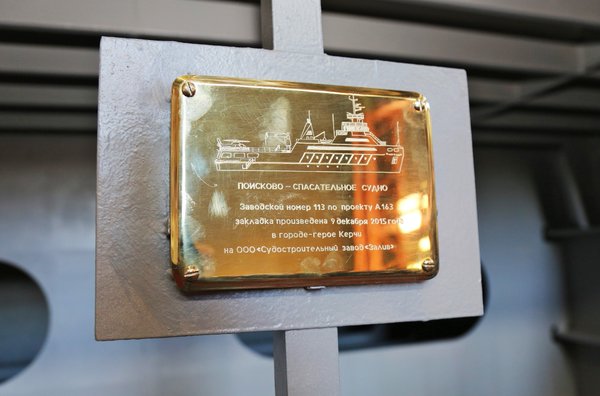 ПОИСКОВО-СПАСАТЕЛЬНОЕ СУДНО
Заводской номер 113 по проекту А163
закладка произведена 9 декабря 2015 года
в городе-герое Керчи
на ООО «Судостроительный завод «Залив»